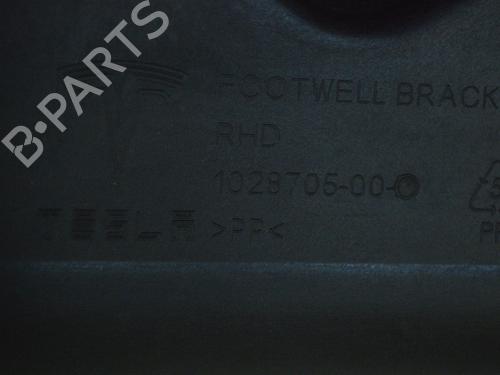 B-PARTS
FOOTWELL BRACK
RHD
1028705-00-
TESLA >PP<